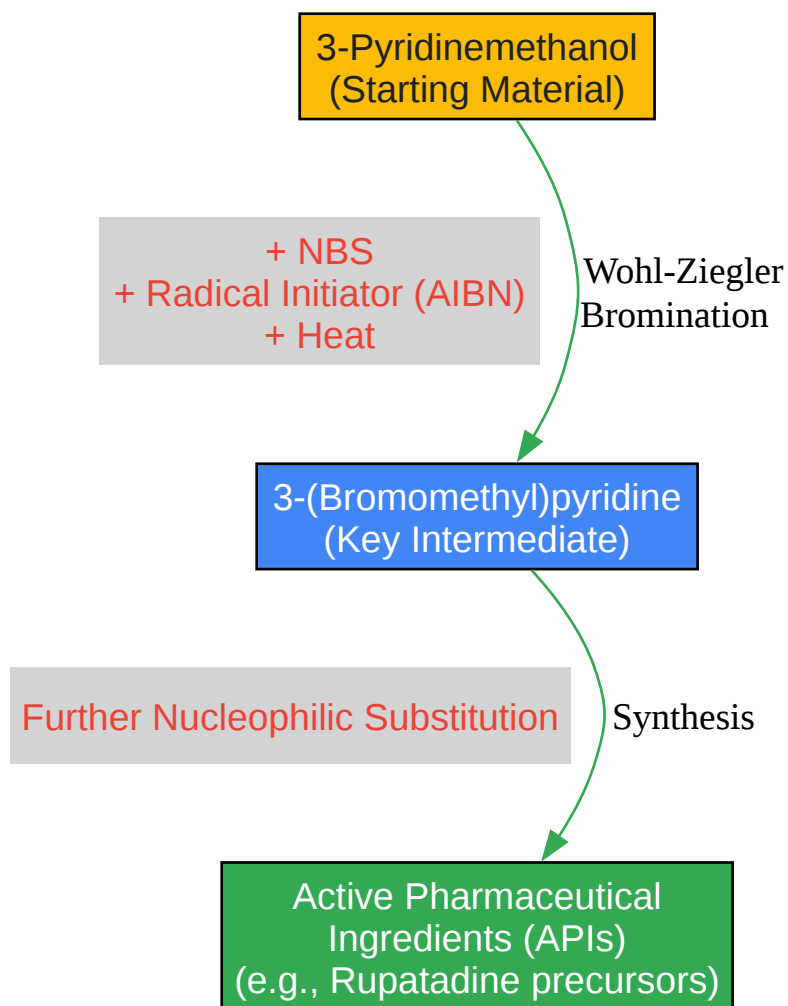 3-Pyridinemethanol
(Starting Material)
+ NBS
+ Radical Initiator (AIBN)
+ Heat
Wohl-Ziegler
Bromination
3-(Bromomethyl)pyridine
(Key Intermediate)
Further Nucleophilic Substitution
Synthesis
Active Pharmaceutical
Ingredients (APIs)
(e.g., Rupatadine precursors)